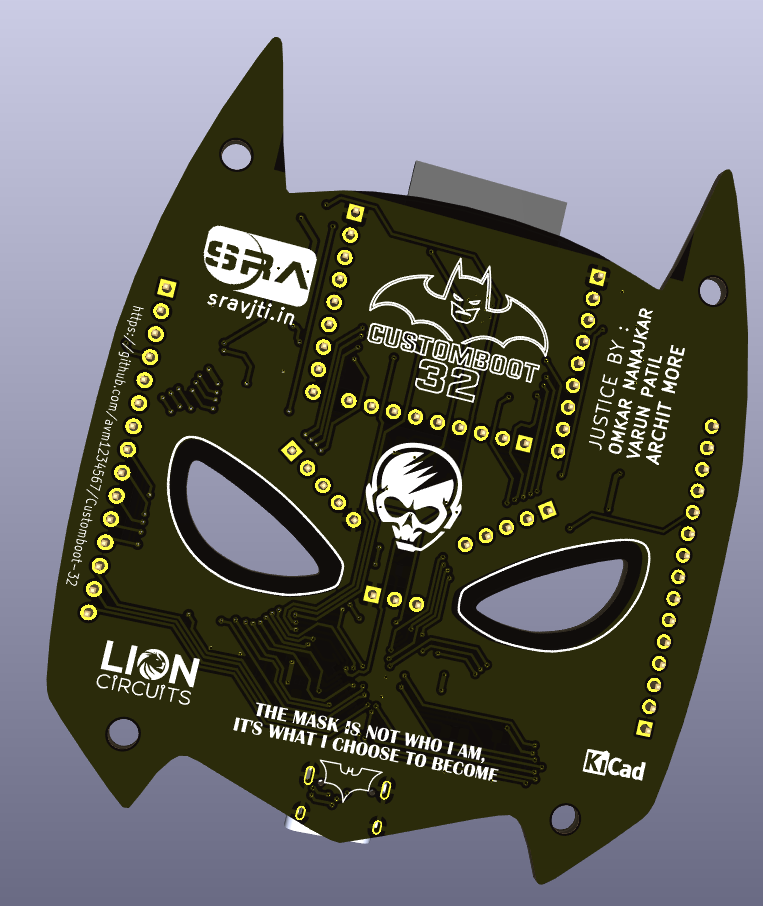 SRA
sravjti.in
CUSTOMBOOT
32
JUSTICE BY :
OMKAR NANAJKAR
VARUN PATIL
ARCHIT MORE
https://github.com/avm1234567/Customboot-32
LION
CIRCUITS
THE MASK IS NOT WHO I AM,
IT'S WHAT I CHOOSE TO BECOME
KiCad